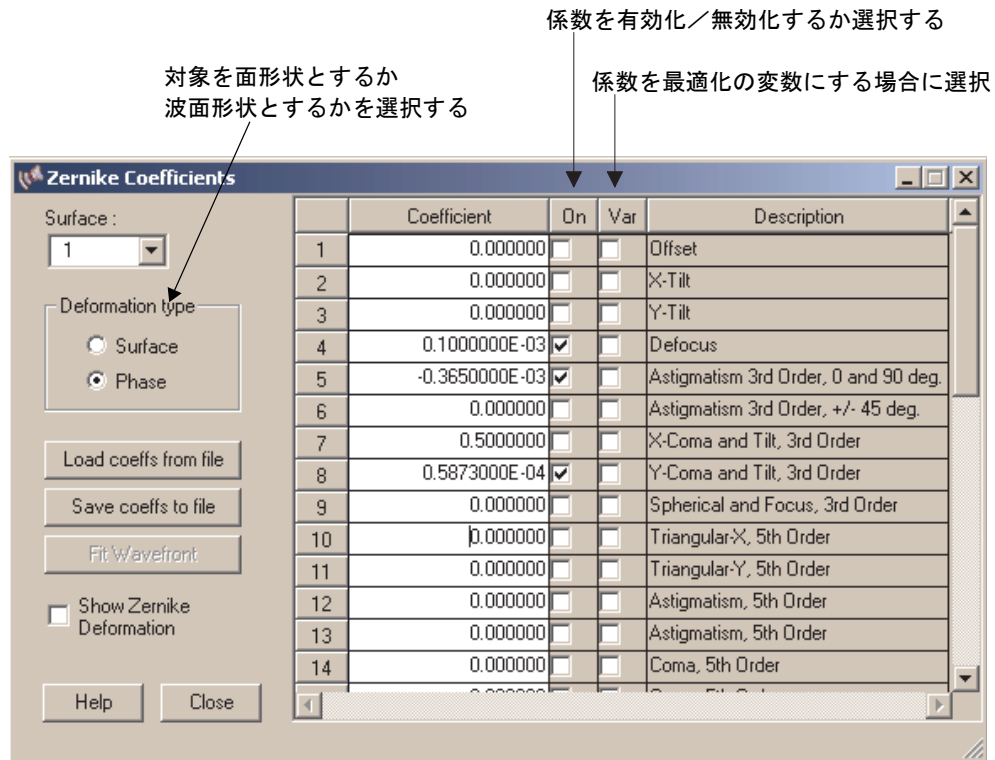 係数を有効化／無効化するか選択する
対象を面形状とするか
波面形状とするかを選択する
係数を最適化の変数にする場合に選択
Zernike Coefficients
Surface :
1
Deformation type
Surface
Phase
Load coeffs from file
Save coeffs to file
Fit Wavefront
Show Zernike
Deformation
Help Close
Coefficient On Var Description
1 0.000000 Offset
2 0.000000 X-Tilt
3 0.000000 Y-Tilt
4 0.1000000E-03 Defocus
5 -0.3650000E-03 Astigmatism 3rd Order, 0 and 90 deg.
6 0.000000 Astigmatism 3rd Order, +/- 45 deg.
7 0.5000000 X-Coma and Tilt, 3rd Order
8 0.5873000E-04 Y-Coma and Tilt, 3rd Order
9 0.000000 Spherical and Focus, 3rd Order
10 0.000000 Triangular-X, 5th Order
11 0.000000 Triangular-Y, 5th Order
12 0.000000 Astigmatism, 5th Order
13 0.000000 Astigmatism, 5th Order
14 0.000000 Coma, 5th Order